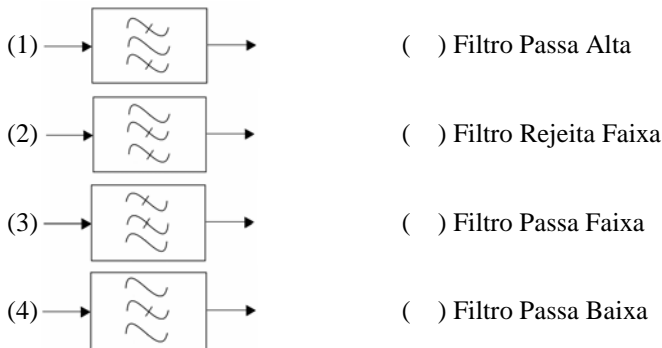 (1) ( ) Filtro Passa Alta
(2) ( ) Filtro Rejeita Faixa
(3) ( ) Filtro Passa Faixa
(4) ( ) Filtro Passa Baixa